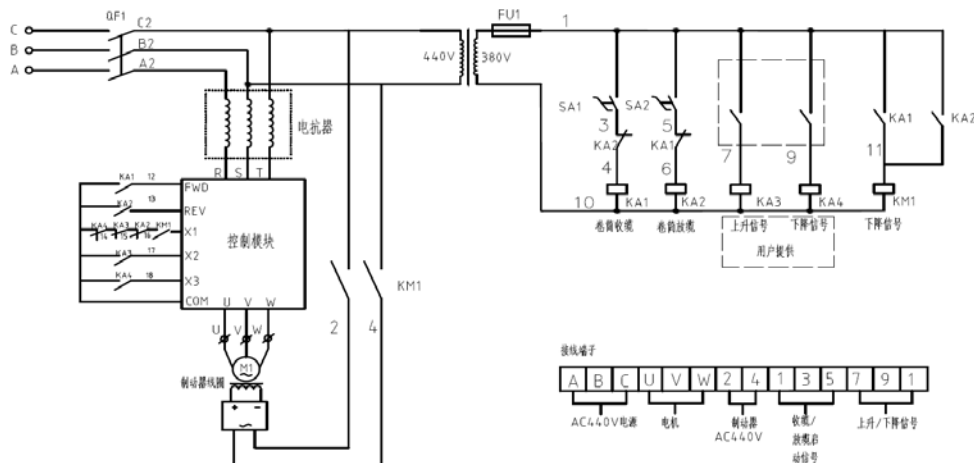 QF1
C
C2
B
B2
A
A2
FU1
1
440V
380V
电抗器
SA1
SA2
3
5
KA2
KA1
4
6
7
9
11
KA1
KA2
10
KA1
KA2
KA3
KA4
KM1
卷筒收缆
卷筒放缆
上升信号
下降信号
下降信号
用户提供
R S T
KA1 12 FWD
KA2 13 REV
KA4 KA3 KA2 KM1 X1
14 15 16
KA3 17 X2
KA4 18 X3
COM
控制模块
U V W
U V W
M1
制动器线圈
+ -
2
4
KM1
接线端子
A B C U V W 2 4 1 3 5 7 9 1
AC440V电源
电机
制动器
AC440V
收缆/
放缆启
动信号
上升/下降信号